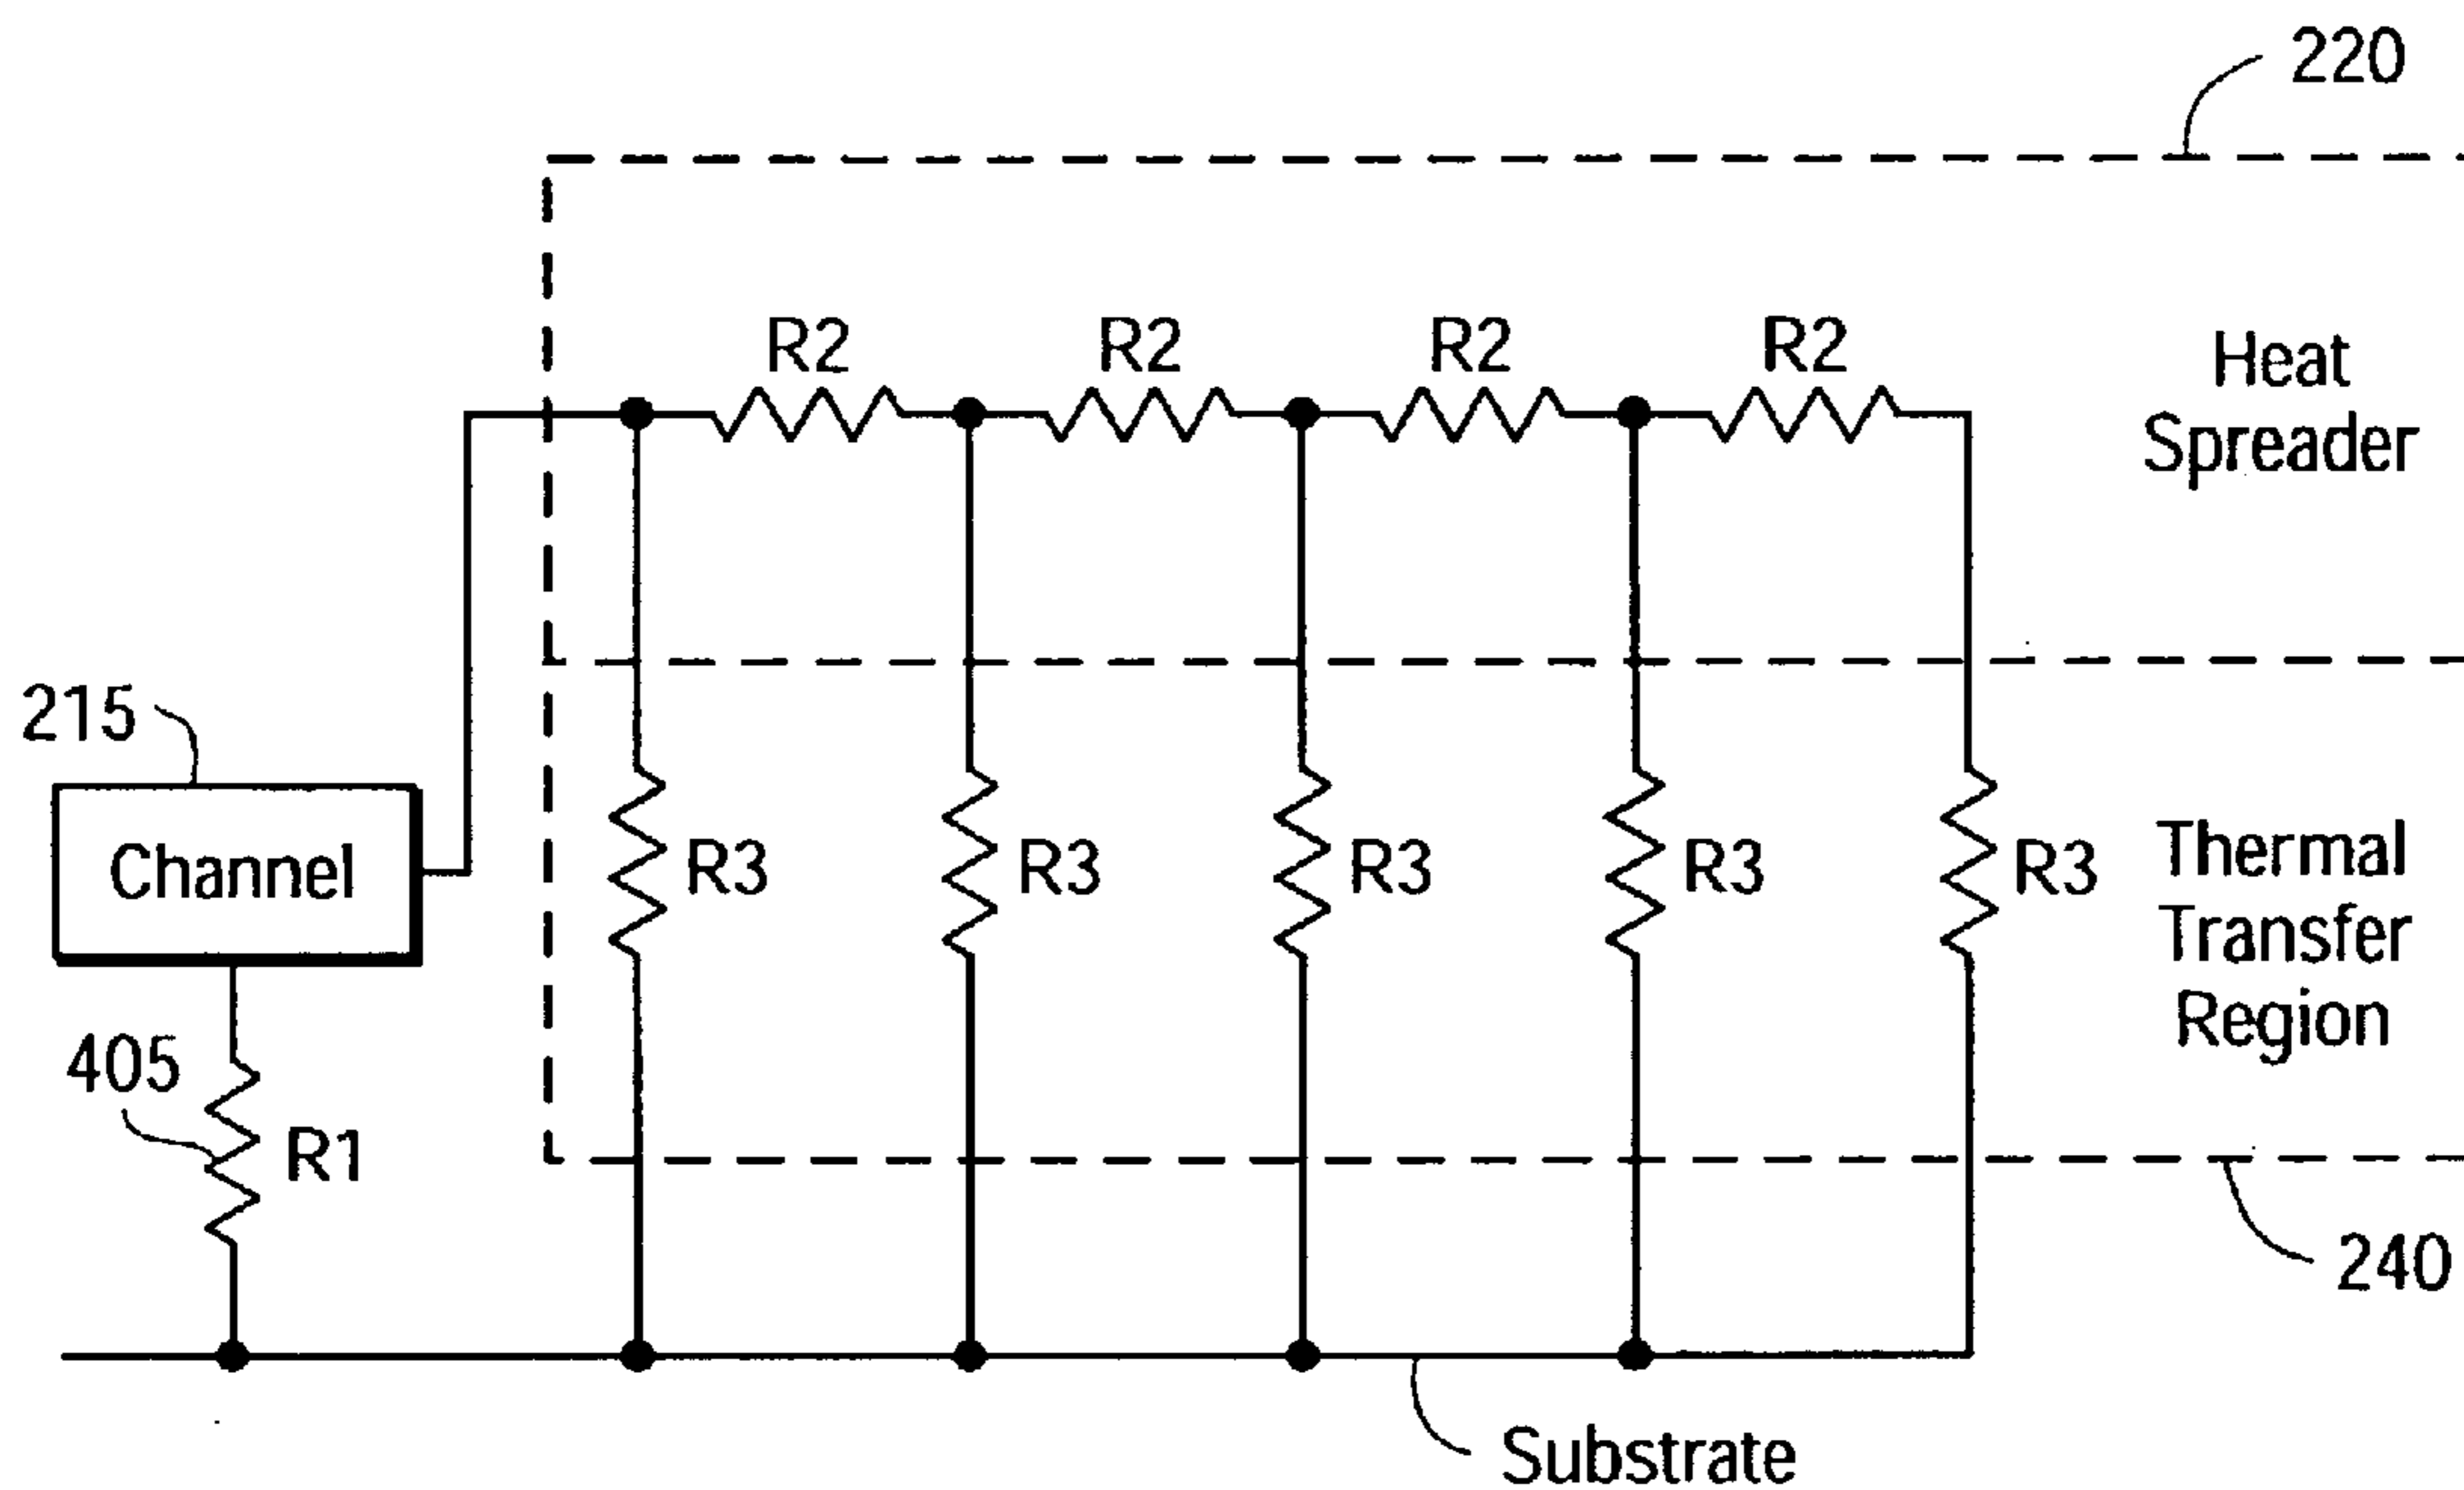 220
R2 R2 R2 R2
Heat
Spreader
215
Channel
R3 R3 R3 R3 R3
Thermal
Transfer
Region
405
R1
240
Substrate